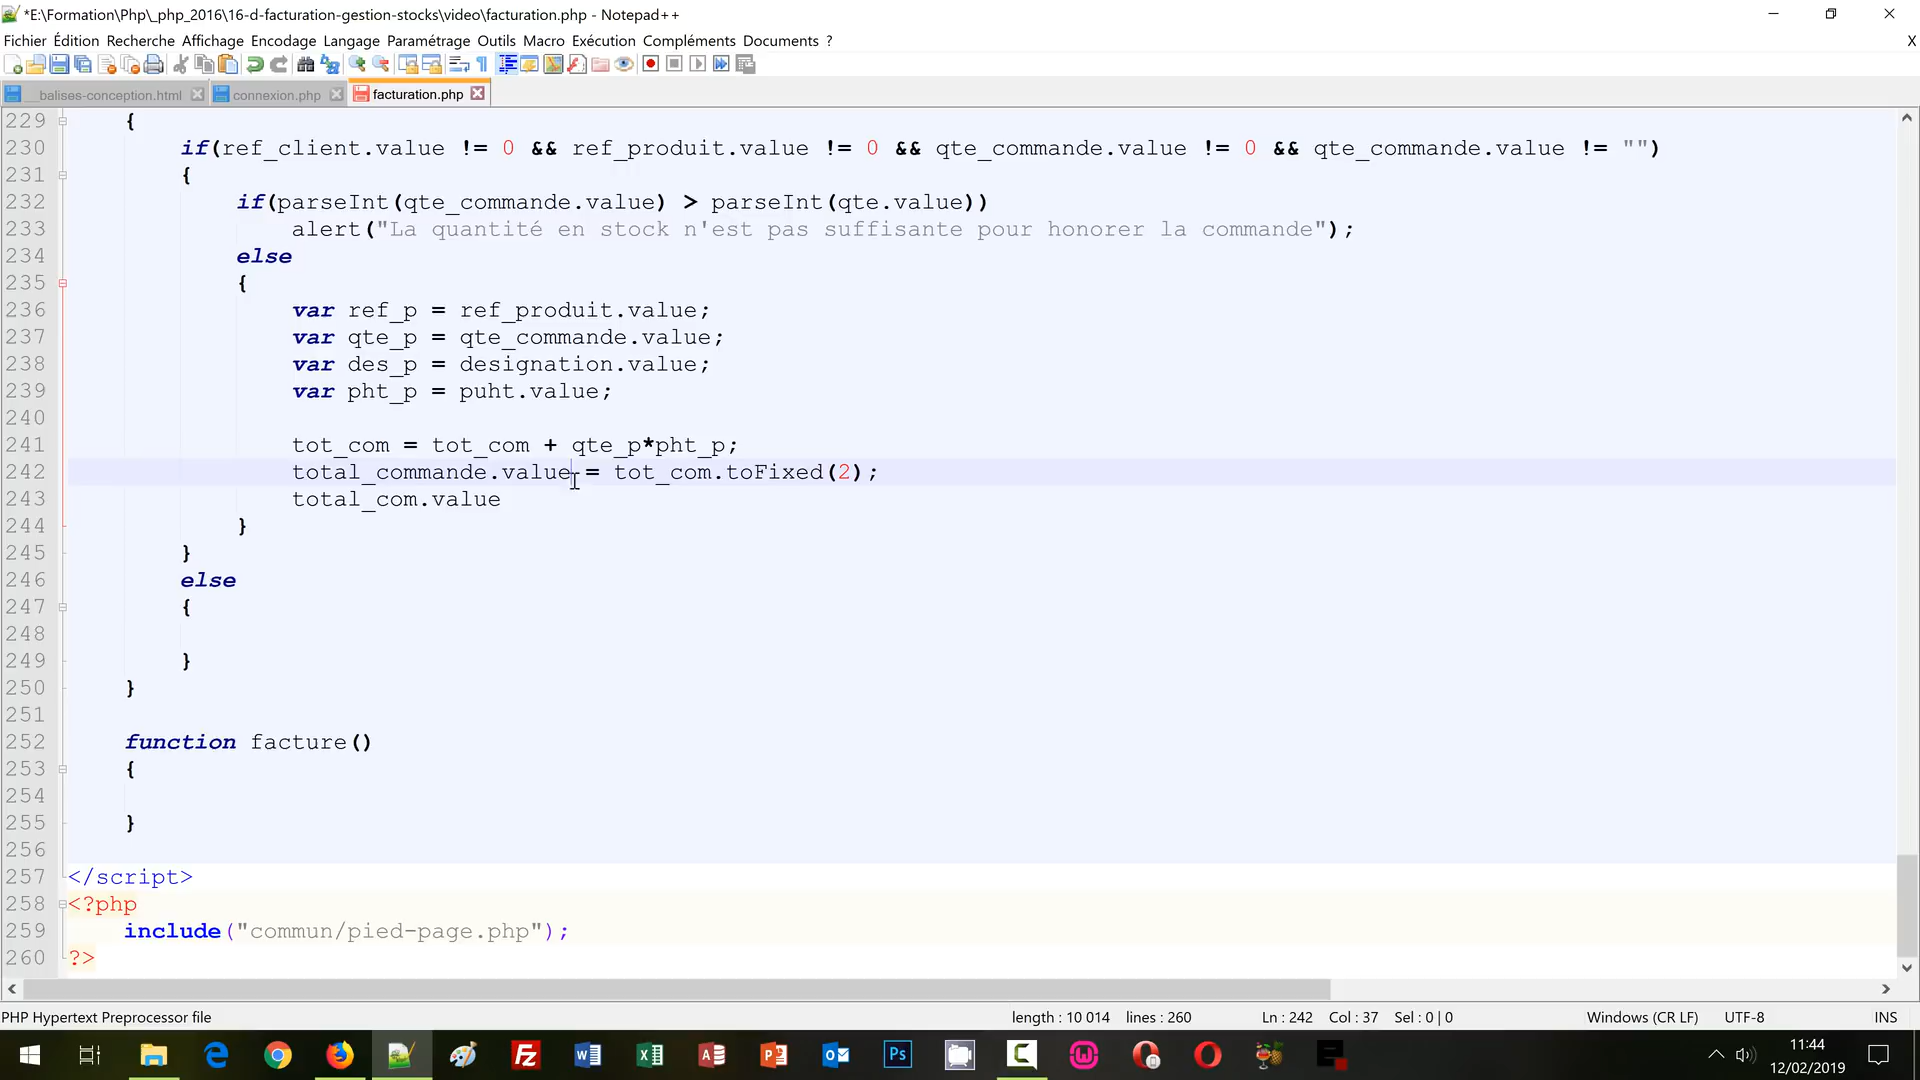 *E:\Formation\Php\_php_2016\16-d-facturation-gestion-stocks\video\facturation.php - Notepad++
Fichier Édition Recherche Affichage Encodage Langage Paramétrage Outils Macro Exécution Compléments Documents ? X
__balises-conception.html connexion.php facturation.php
229 {
230 if(ref_client.value != 0 && ref_produit.value != 0 && qte_commande.value != 0 && qte_commande.value != "")
231 {
232 if(parseInt(qte_commande.value) > parseInt(qte.value))
233 alert("La quantité en stock n'est pas suffisante pour honorer la commande");
234 else
235 {
236 var ref_p = ref_produit.value;
237 var qte_p = qte_commande.value;
238 var des_p = designation.value;
239 var pht_p = puht.value;
240
241 tot_com = tot_com + qte_p*pht_p;
242 total_commande.value = tot_com.toFixed(2);
243 total_com.value
244 }
245 }
246 else
247 {
248
249 }
250 }
251
252 function facture()
253 {
254
255 }
256
257 </script>
258 <?php
259 include("commun/pied-page.php");
260 ?>
PHP Hypertext Preprocessor file length : 10 014 lines : 260 Ln : 242 Col : 37 Sel : 0 | 0 Windows (CR LF) UTF-8 INS
11:44
12/02/2019